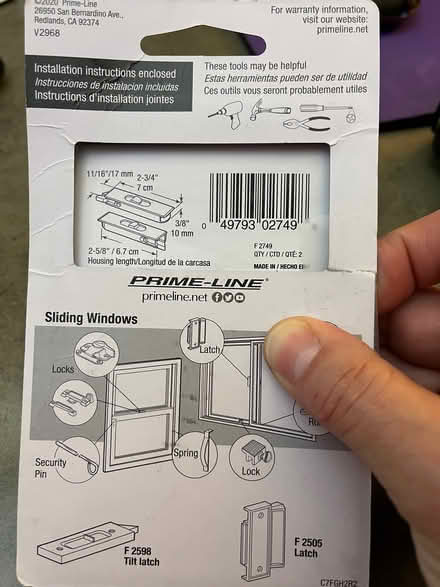 ©2020 Prime-Line
26950 San Bernardino Ave.,
Redlands, CA 92374
V2968
For warranty information,
visit our website:
primeline.net
Installation instructions enclosed
Instrucciones de instalacion incluidas
Instructions d'installation jointes
These tools may be helpful
Estas herramientas pueden ser de utilidad
Ces outils vous seront probablement utiles
11/16"/17 mm
2-3/4"
7 cm
3/8"
10 mm
2-5/8" / 6.7 cm
Housing length/Longitud de la carcasa
0 49793 02749
F 2749
QTY / CTD / QTÉ: 2
MADE IN / HECHO
PRIME-LINE®
primeline.net
Sliding Windows
Latch
Locks
Security
Pin
Spring
Lock
F 2598
Tilt latch
F 2505
Latch
C7FGH2R2